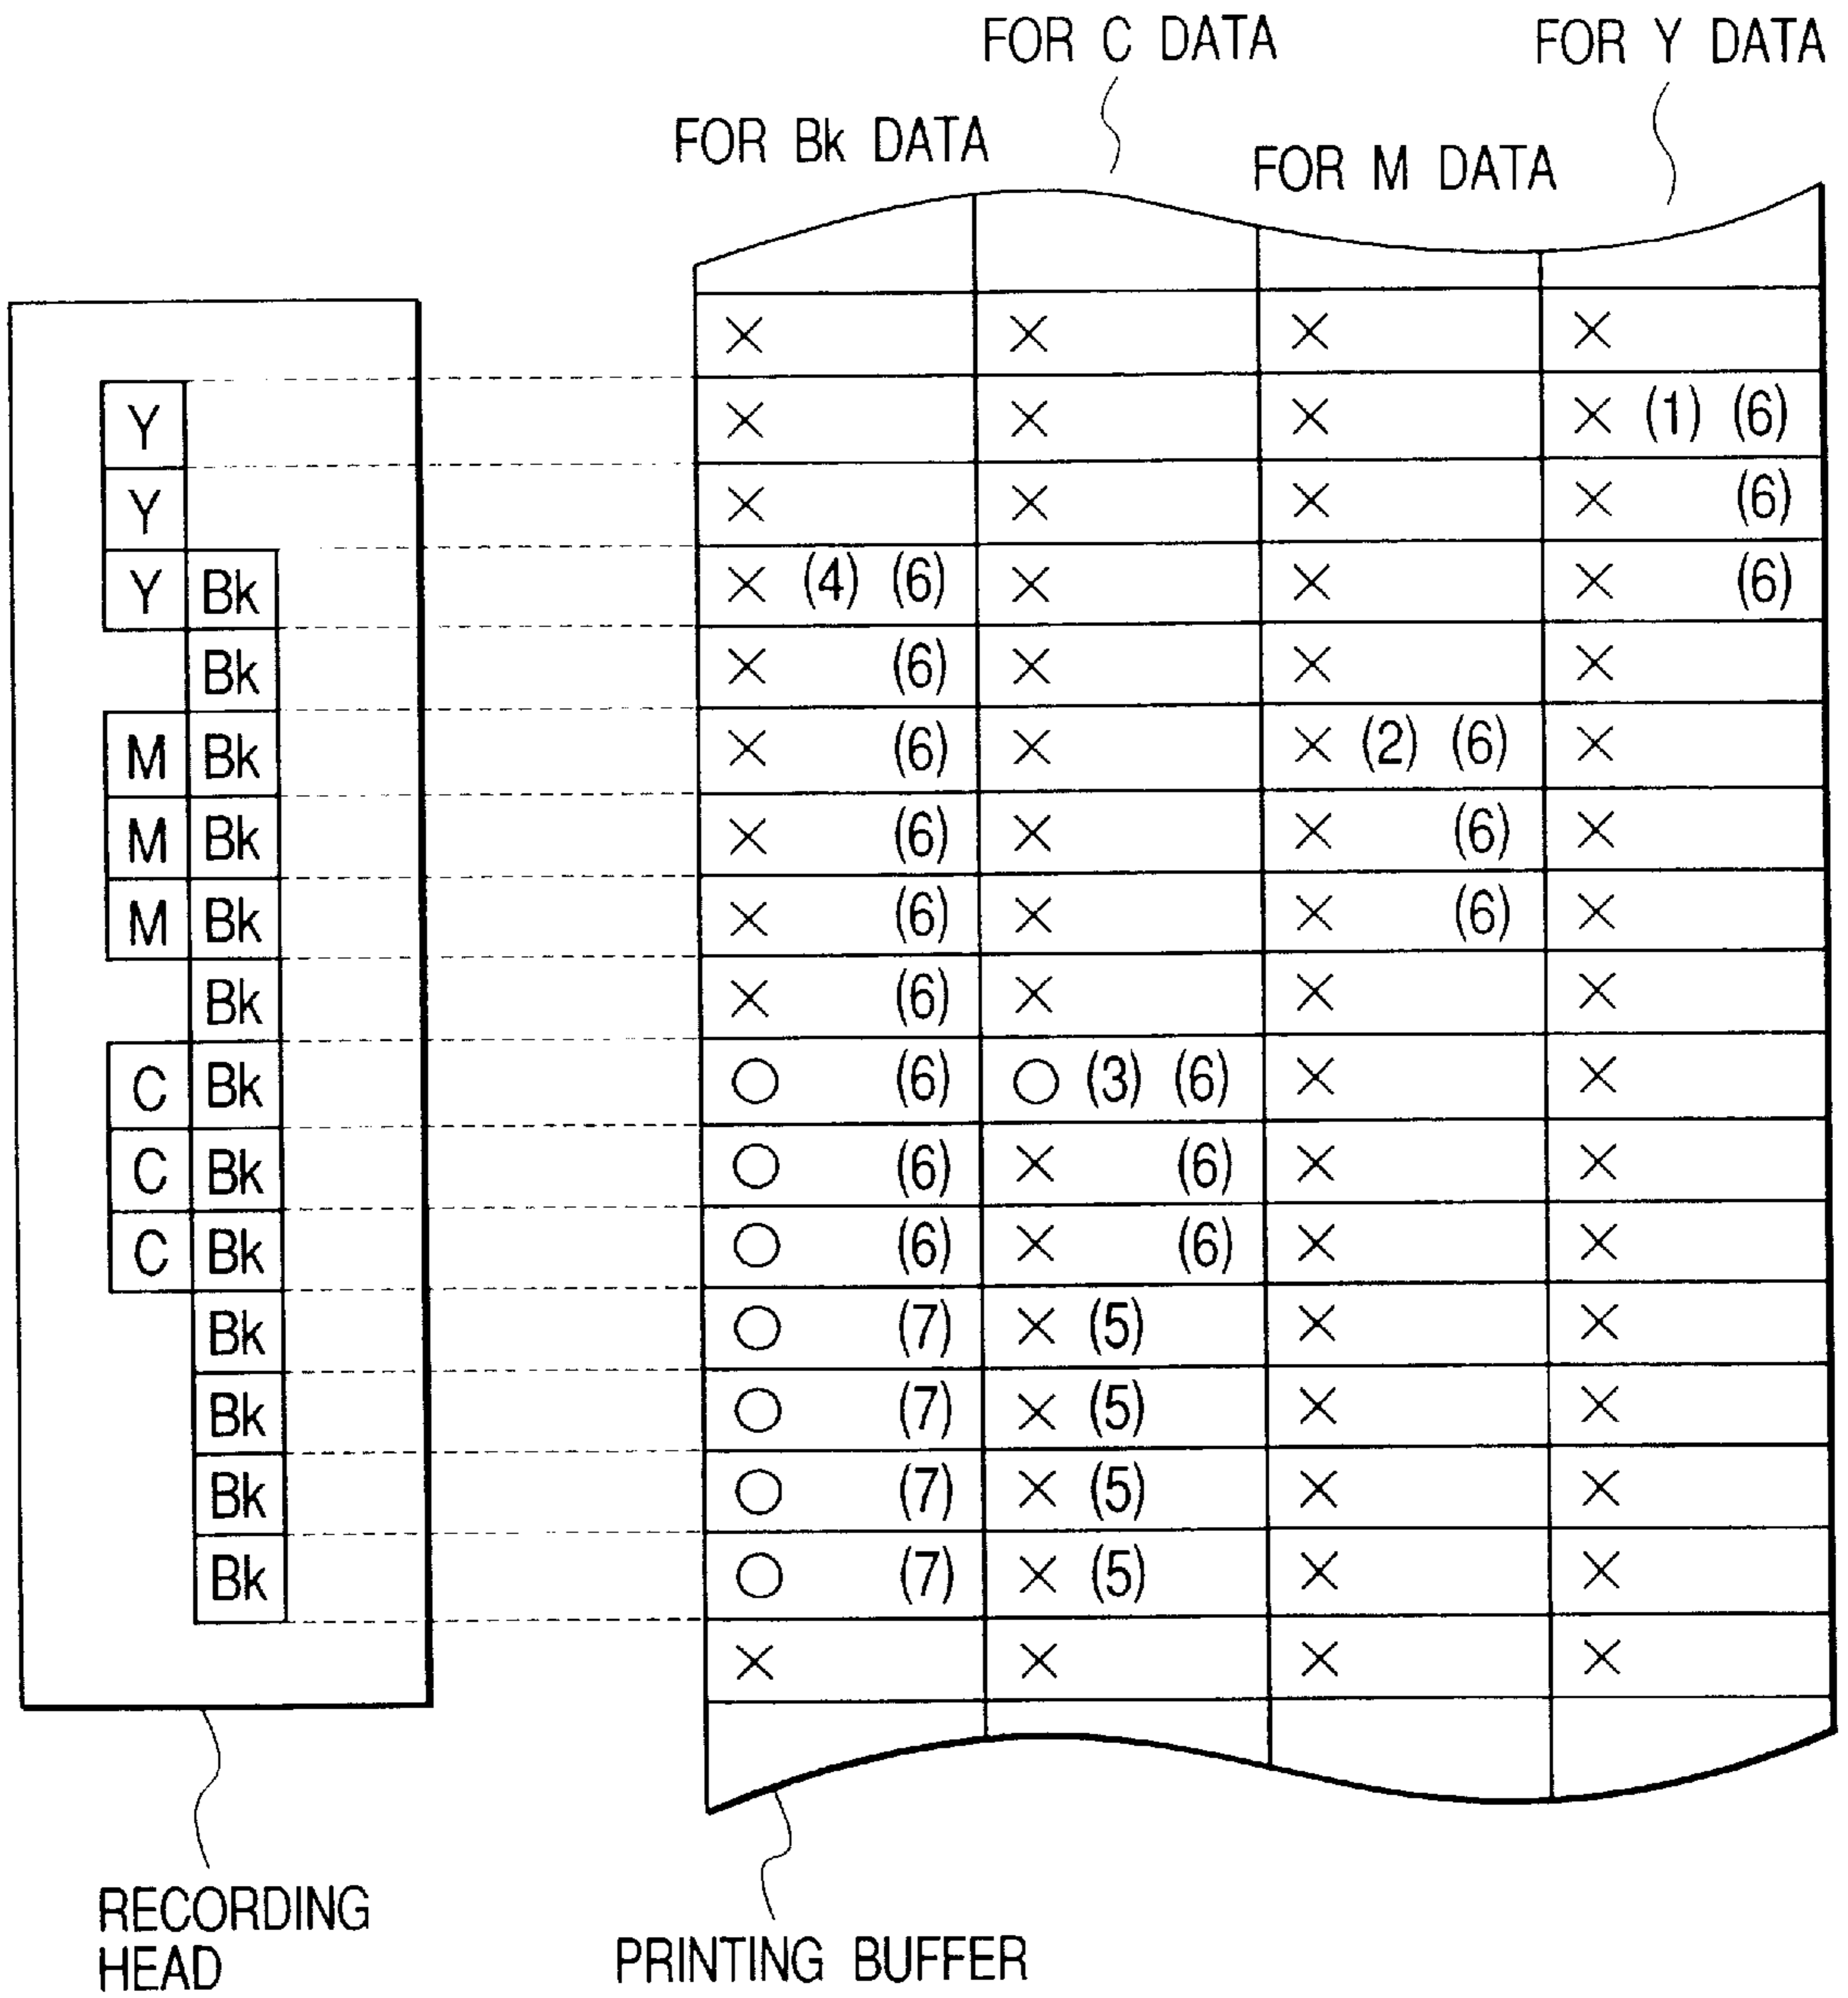 FOR C DATA FOR Y DATA
FOR Bk DATA FOR M DATA
× × × ×
Y × × × × (1) (6)
Y × × × × (6)
Y Bk × (4) (6) × × × (6)
Bk × (6) × × ×
M Bk × (6) × × (2) (6) ×
M Bk × (6) × × (6) ×
M Bk × (6) × × (6) ×
Bk × (6) × × ×
C Bk ○ (6) ○ (3) (6) × ×
C Bk ○ (6) × (6) × ×
C Bk ○ (6) × (6) × ×
Bk ○ (7) × (5) × ×
Bk ○ (7) × (5) × ×
Bk ○ (7) × (5) × ×
Bk ○ (7) × (5) × ×
× × × ×
RECORDING
HEAD
PRINTING BUFFER